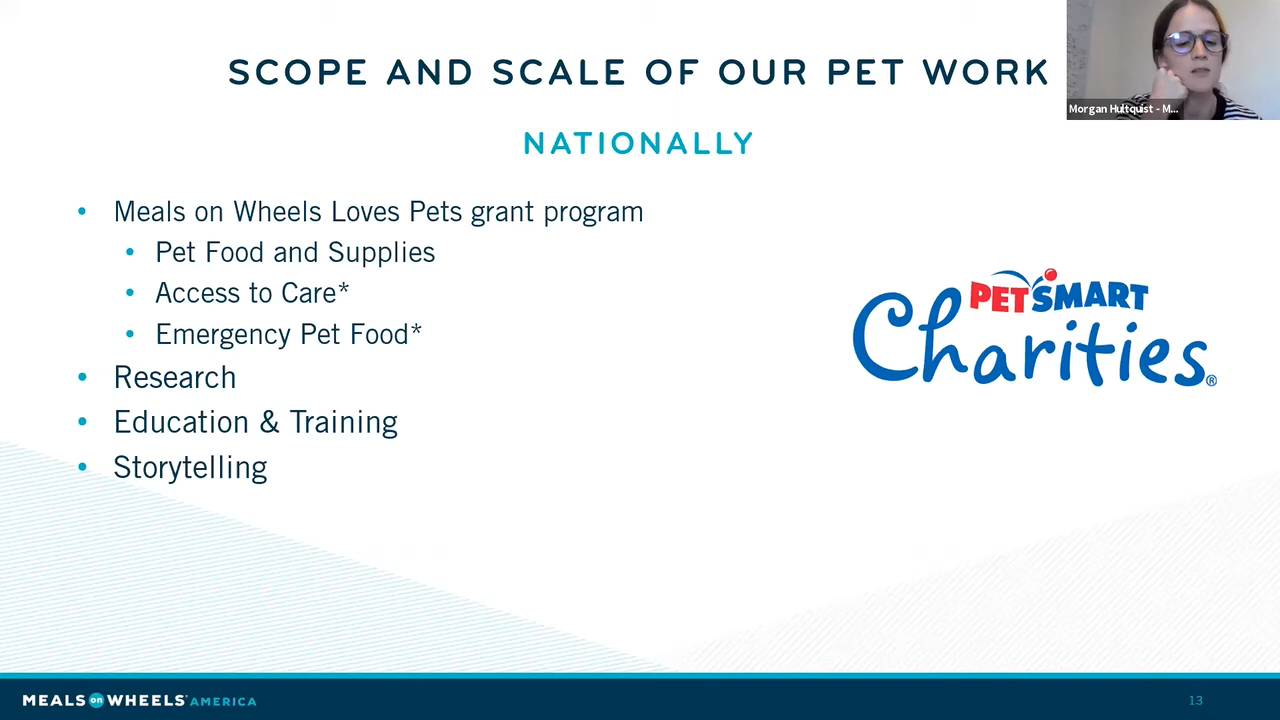 SCOPE AND SCALE OF OUR PET WORK
Morgan Hultquist - M...
NATIONALLY
• Meals on Wheels Loves Pets grant program
• Pet Food and Supplies
• Access to Care*
• Emergency Pet Food*
• Research
• Education & Training
• Storytelling
PETSMART
Charities®
MEALS on WHEELS AMERICA
13